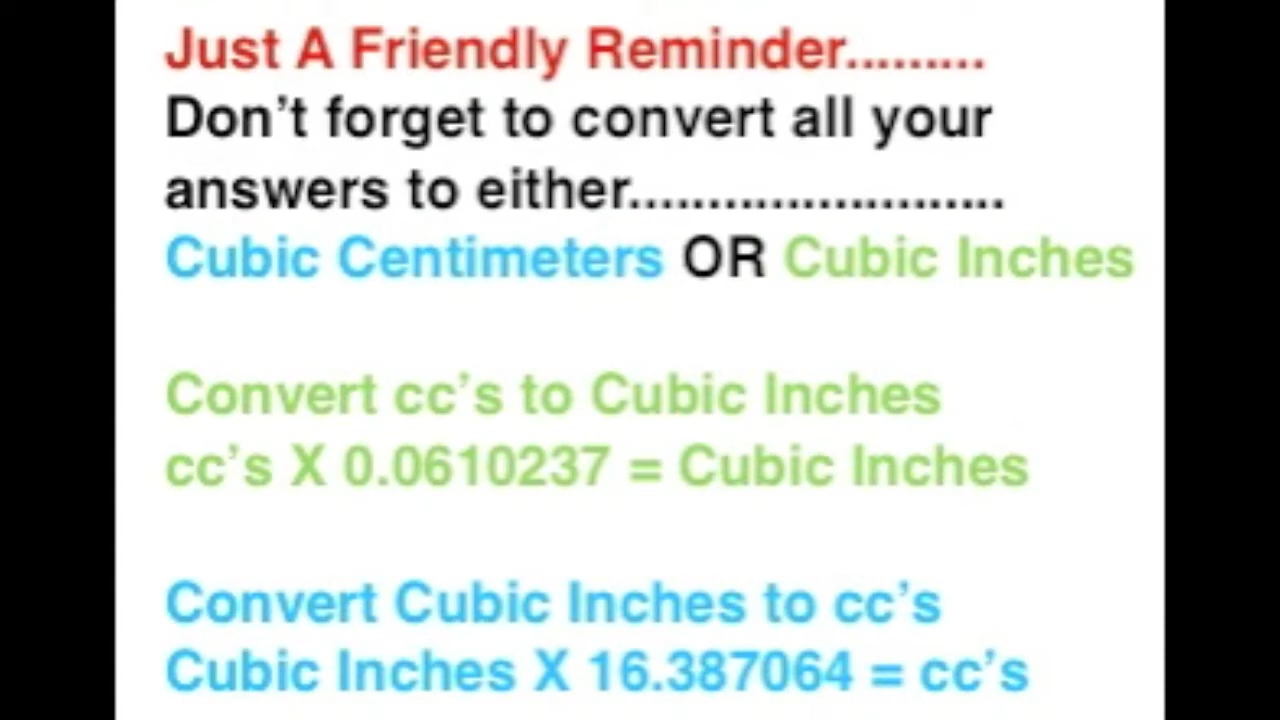 Just A Friendly Reminder.........
Don’t forget to convert all your
answers to either........................
Cubic Centimeters OR Cubic Inches
Convert cc’s to Cubic Inches
cc’s X 0.0610237 = Cubic Inches
Convert Cubic Inches to cc’s
Cubic Inches X 16.387064 = cc’s